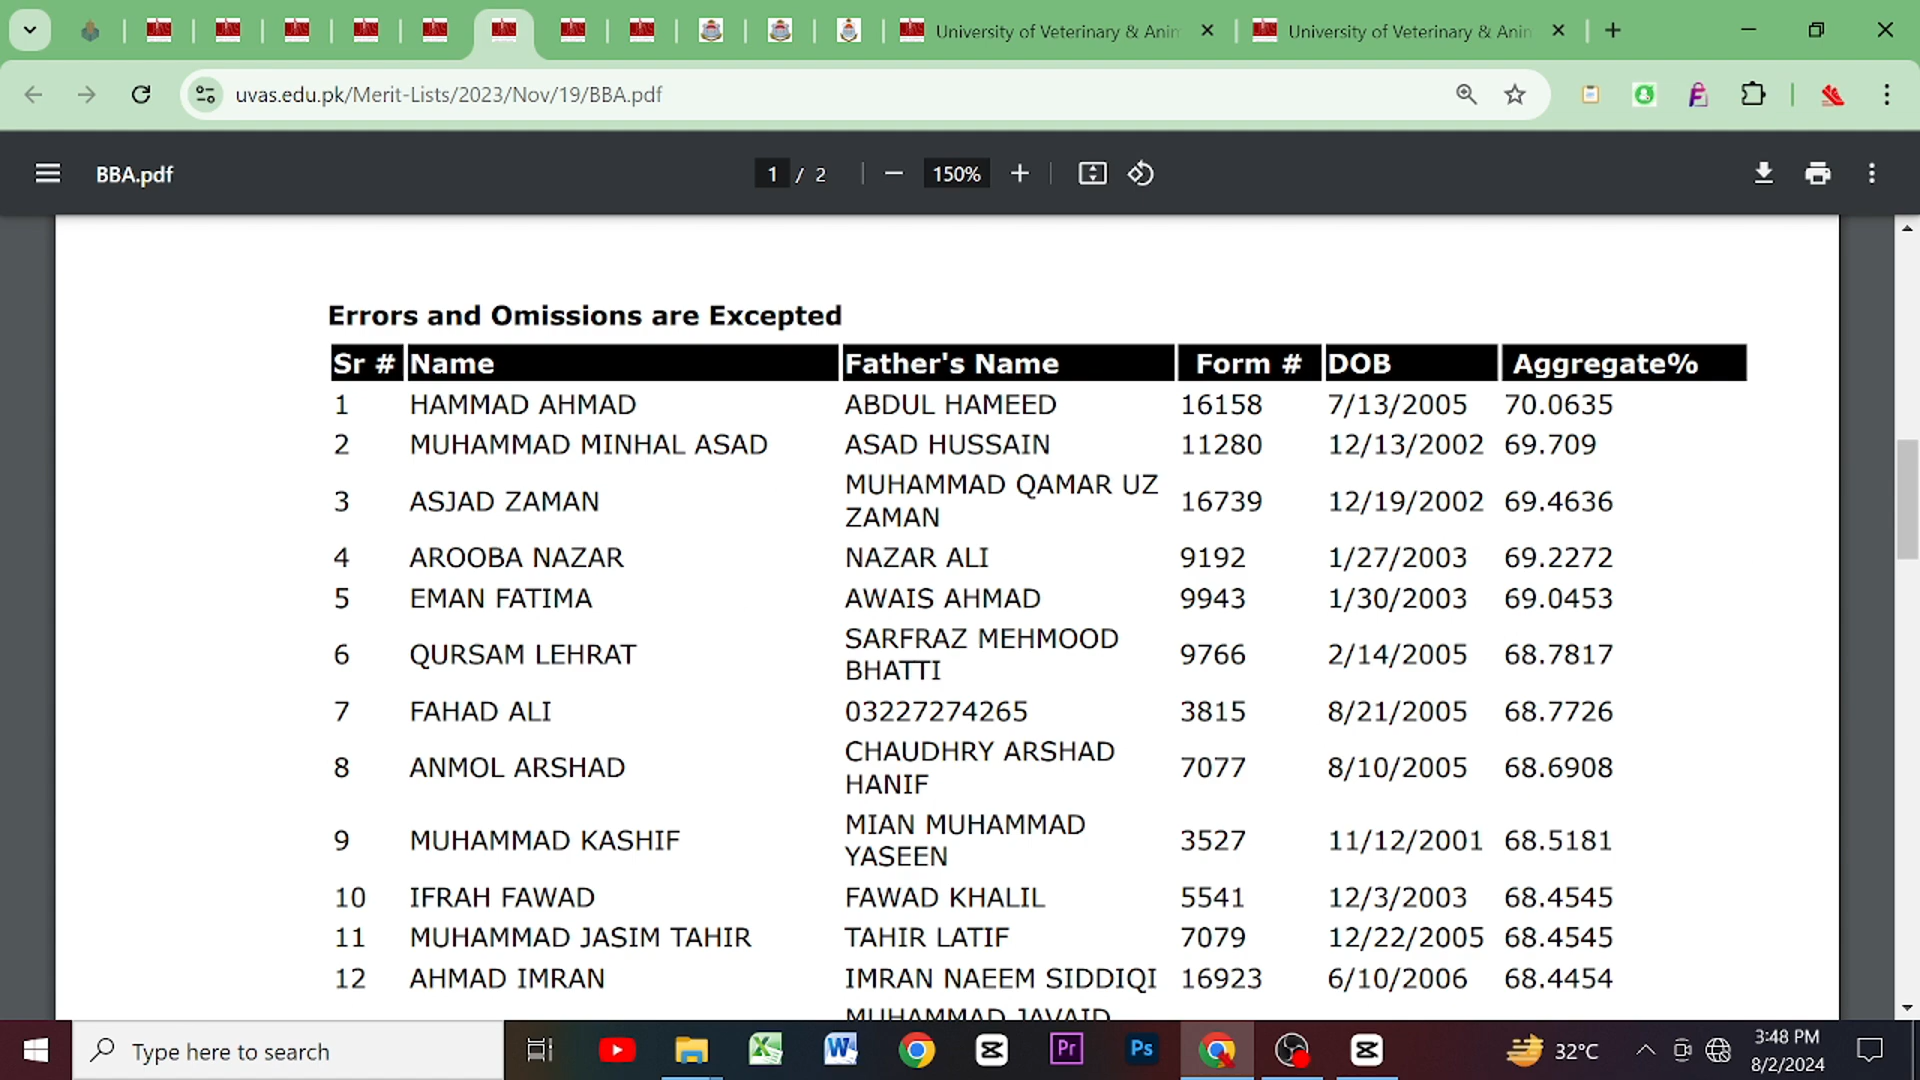 University of Veterinary & Anim
University of Veterinary & Anim
uvas.edu.pk/Merit-Lists/2023/Nov/19/BBA.pdf
BBA.pdf
1 / 2
150%
Errors and Omissions are Excepted
Sr # Name Father's Name Form # DOB Aggregate%
1 HAMMAD AHMAD ABDUL HAMEED 16158 7/13/2005 70.0635
2 MUHAMMAD MINHAL ASAD ASAD HUSSAIN 11280 12/13/2002 69.709
3 ASJAD ZAMAN MUHAMMAD QAMAR UZ ZAMAN 16739 12/19/2002 69.4636
4 AROOBA NAZAR NAZAR ALI 9192 1/27/2003 69.2272
5 EMAN FATIMA AWAIS AHMAD 9943 1/30/2003 69.0453
6 QURSAM LEHRAT SARFRAZ MEHMOOD BHATTI 9766 2/14/2005 68.7817
7 FAHAD ALI 03227274265 3815 8/21/2005 68.7726
8 ANMOL ARSHAD CHAUDHRY ARSHAD HANIF 7077 8/10/2005 68.6908
9 MUHAMMAD KASHIF MIAN MUHAMMAD YASEEN 3527 11/12/2001 68.5181
10 IFRAH FAWAD FAWAD KHALIL 5541 12/3/2003 68.4545
11 MUHAMMAD JASIM TAHIR TAHIR LATIF 7079 12/22/2005 68.4545
12 AHMAD IMRAN IMRAN NAEEM SIDDIQI 16923 6/10/2006 68.4454
MUHAMMAD JAVAID
Type here to search
Pr
Ps
32°C
3:48 PM
8/2/2024